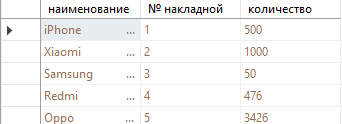 наименование № накладной количество
iPhone ... 1 500
Xiaomi ... 2 1000
Samsung ... 3 50
Redmi ... 4 476
Oppo ... 5 3426